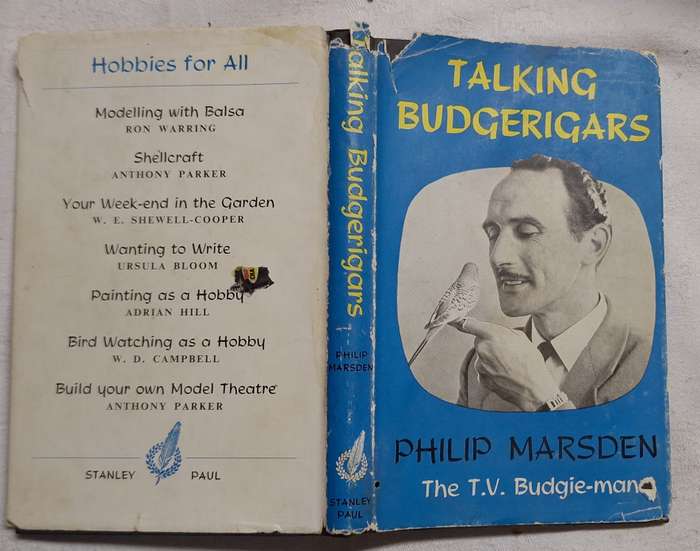 Hobbies for All
Modelling with Balsa
RON WARRING
Shellcraft
ANTHONY PARKER
Your Week-end in the Garden
W. E. SHEWELL-COOPER
Wanting to Write
URSULA BLOOM
Painting as a Hobby
ADRIAN HILL
Bird Watching as a Hobby
W. D. CAMPBELL
Build your own Model Theatre
ANTHONY PARKER
STANLEY PAUL
Talking Budgerigars
PHILIP
MARSDEN
STANLEY
PAUL
TALKING
BUDGERIGARS
PHILIP MARSDEN
The T.V. Budgie-man